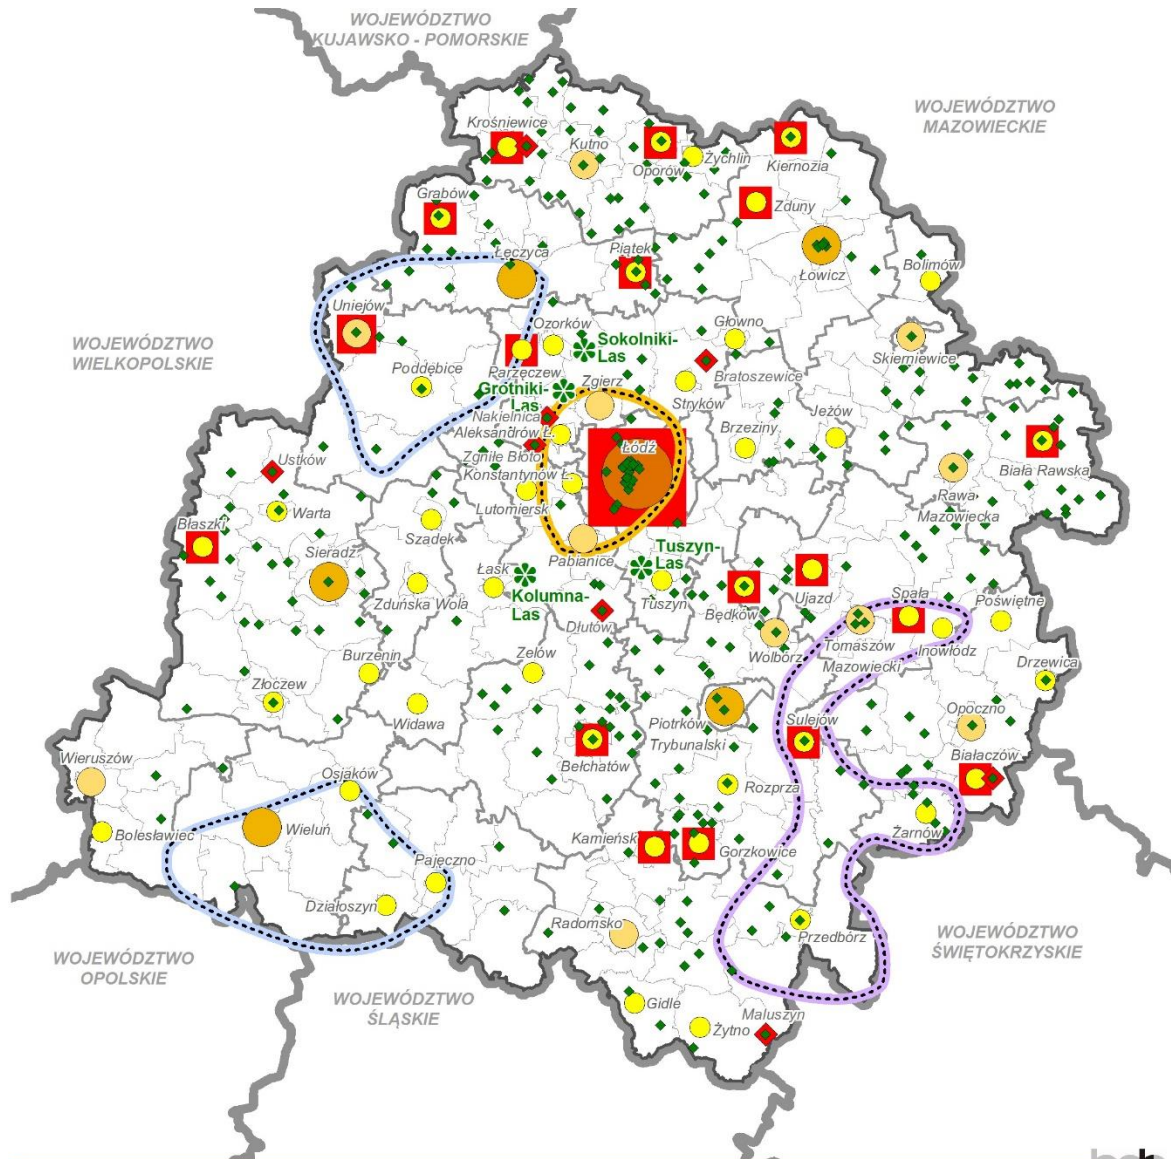 WOJEWÓDZTWO
KUJAWSKO - POMORSKIE
WOJEWÓDZTWO
MAZOWIECKIE
Krośniewice
Kutno
Oporów
Żychlin
Kiernozia
Grabów
Zduny
Łęczyca
Piątek
Łowicz
Bolimów
Uniejów
WOJEWÓDZTWO
WIELKOPOLSKIE
Ozorków
Sokolniki-
Las
Głowno
Skierniewice
Poddębice
Parzęczew
Grotniki-
Las
Zgierz
Stryków
Bratoszewice
Nakielnica
Aleksandrów Ł.
Jeżów
Brzeziny
Łódź
Biała Rawska
Ustków
Zgniłe Błoto
Konstantynów Ł.
Lutomiersk
Rawa
Mazowiecka
Warta
Błaszki
Szadek
Sieradz
Pabianice
Tuszyn-
Las
Łask
Kolumna-
Las
Zduńska Wola
Tuszyn
Będków
Ujazd
Spała
Poświętne
Dłutów
Wolbórz
Tomaszów
Mazowiecki
Inowłódz
Burzenin
Zelów
Drzewica
Złoczew
Widawa
Piotrków
Trybunalski
Sulejów
Opoczno
Wieruszów
Bełchatów
Białaczów
Osjaków
Rozprza
Bolesławiec
Wieluń
Kamieńsk
Gorzkowice
Żarnów
Pajęczno
Działoszyn
Radomsko
Przedbórz
WOJEWÓDZTWO
ŚWIĘTOKRZYSKIE
WOJEWÓDZTWO
OPOLSKIE
WOJEWÓDZTWO
ŚLĄSKIE
Gidle
Żytno
Maluszyn